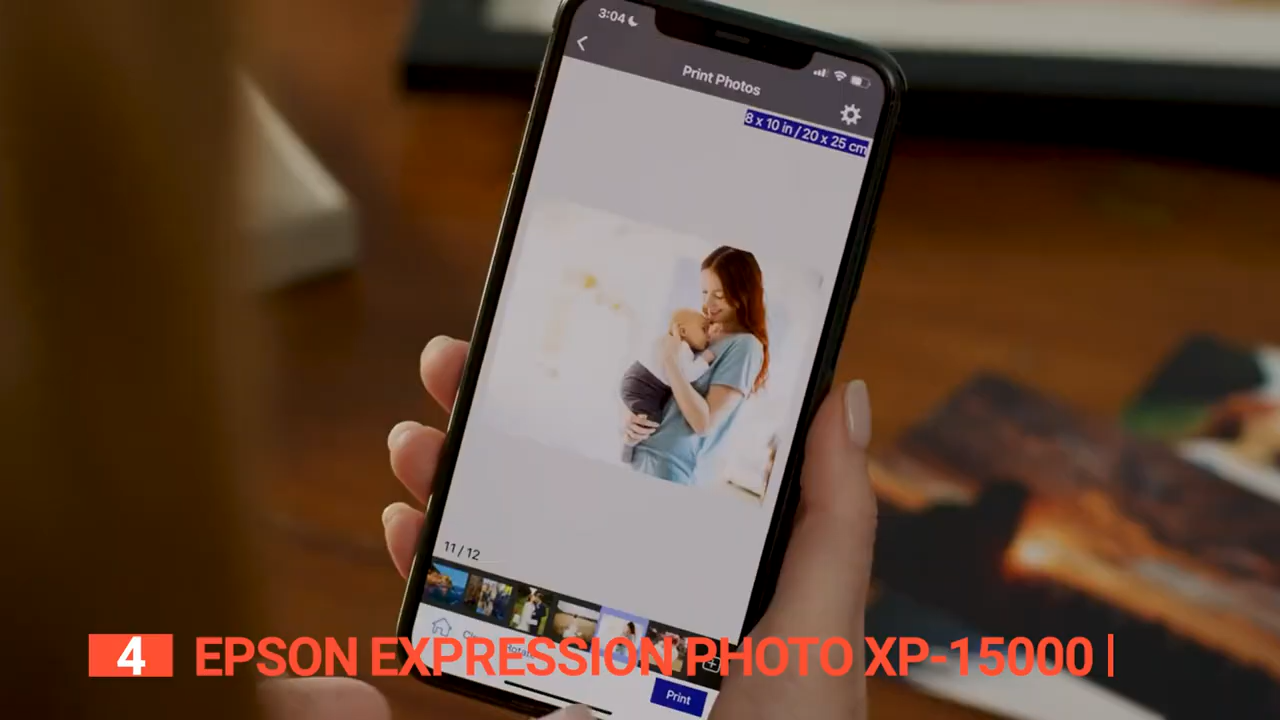 3:04
Print Photos
8 x 10 in / 20 x 25 cm
11 / 12
4 EPSON EXPRESSION PHOTO XP-15000
Print